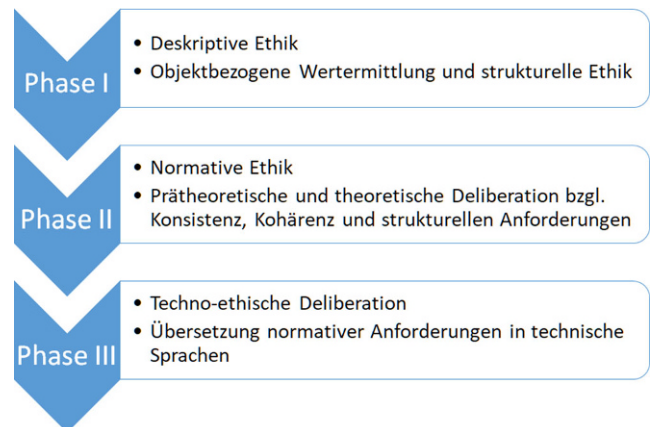 Phase I
• Deskriptive Ethik
• Objektbezogene Wertermittlung und strukturelle Ethik
Phase II
• Normative Ethik
• Prätheoretische und theoretische Deliberation bzgl.
Konsistenz, Kohärenz und strukturellen Anforderungen
Phase III
• Techno-ethische Deliberation
• Übersetzung normativer Anforderungen in technische
Sprachen